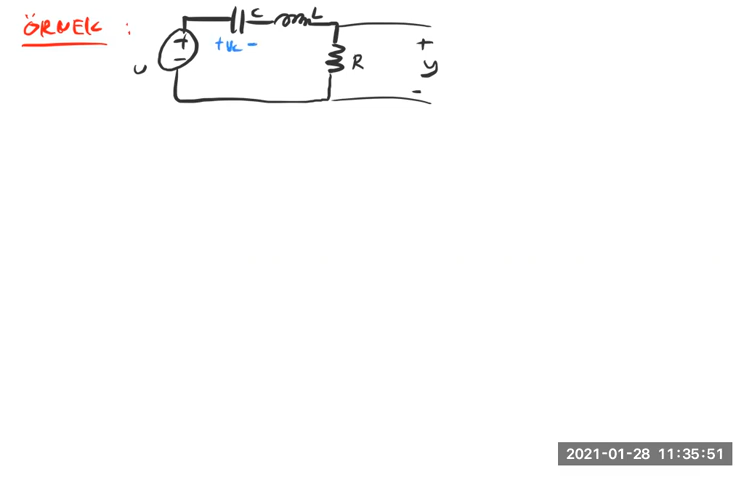 ÖRNEK :
C L
+ Vc -
+
-
u
R
+
y
-
2021-01-28 11:35:51